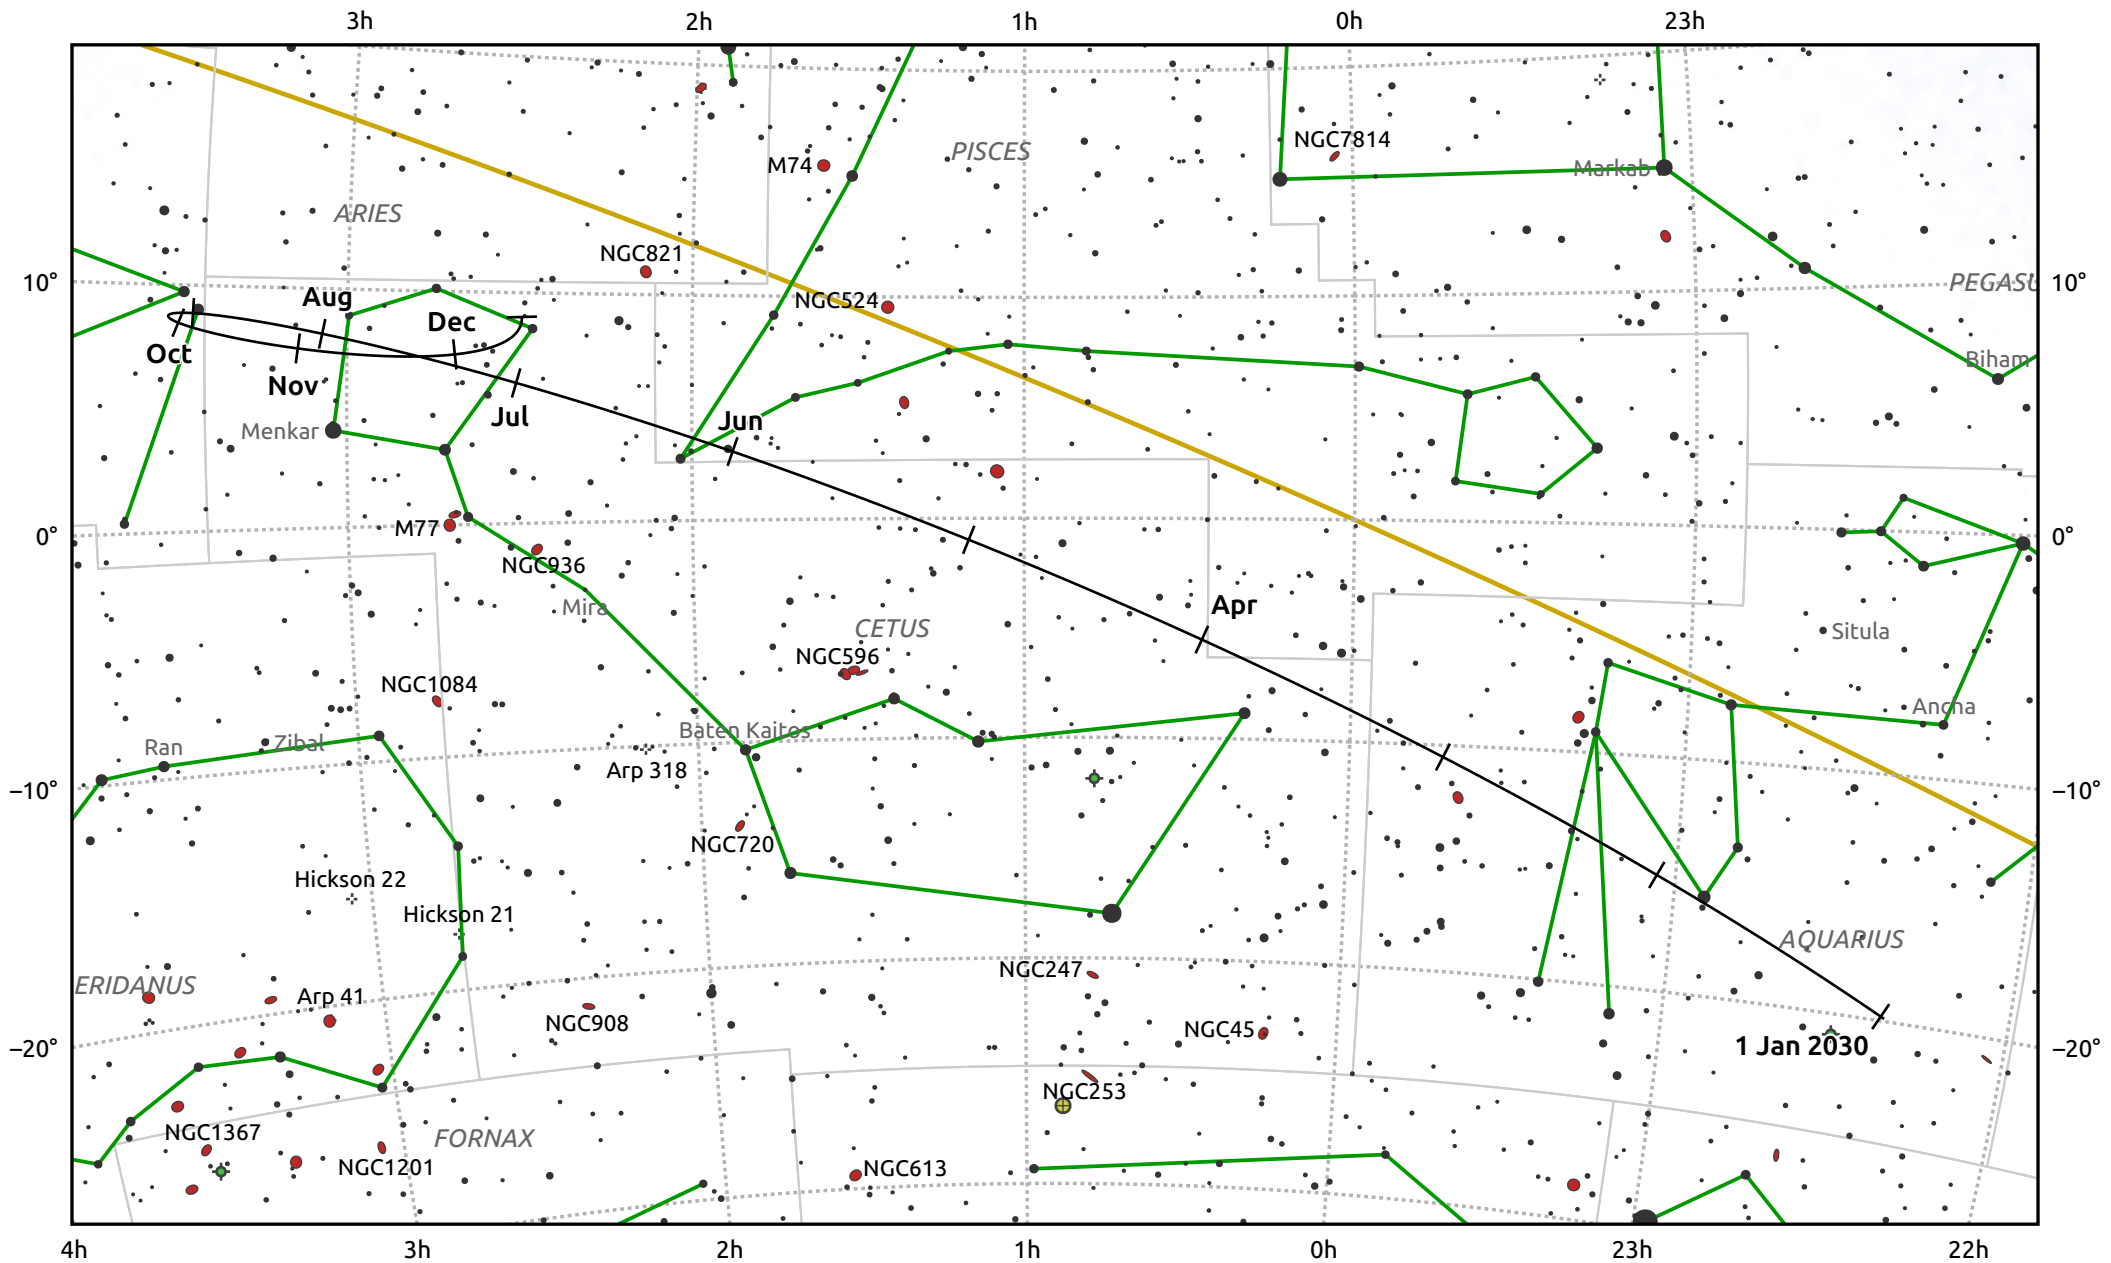 3h 2h 1h 0h 23h
NGC7814
PISCES
M74
Markab
ARIES
NGC821
10° 10°
PEGASU
Aug
NGC524
Dec
Oct
Biham
Nov
Jul
Jun
Menkar
M77
0° 0°
NGC936
Mira
Apr
CETUS
Situla
NGC596
NGC1084
Ancha
Baten Kaitos
Ran
Zibal
Arp 318
−10° −10°
NGC720
Hickson 22
Hickson 21
AQUARIUS
NGC247
ERIDANUS
Arp 41
NGC908
NGC45
1 Jan 2030
−20° −20°
NGC253
NGC1367
FORNAX
NGC1201
NGC613
4h 3h 2h 1h 0h 23h 22h